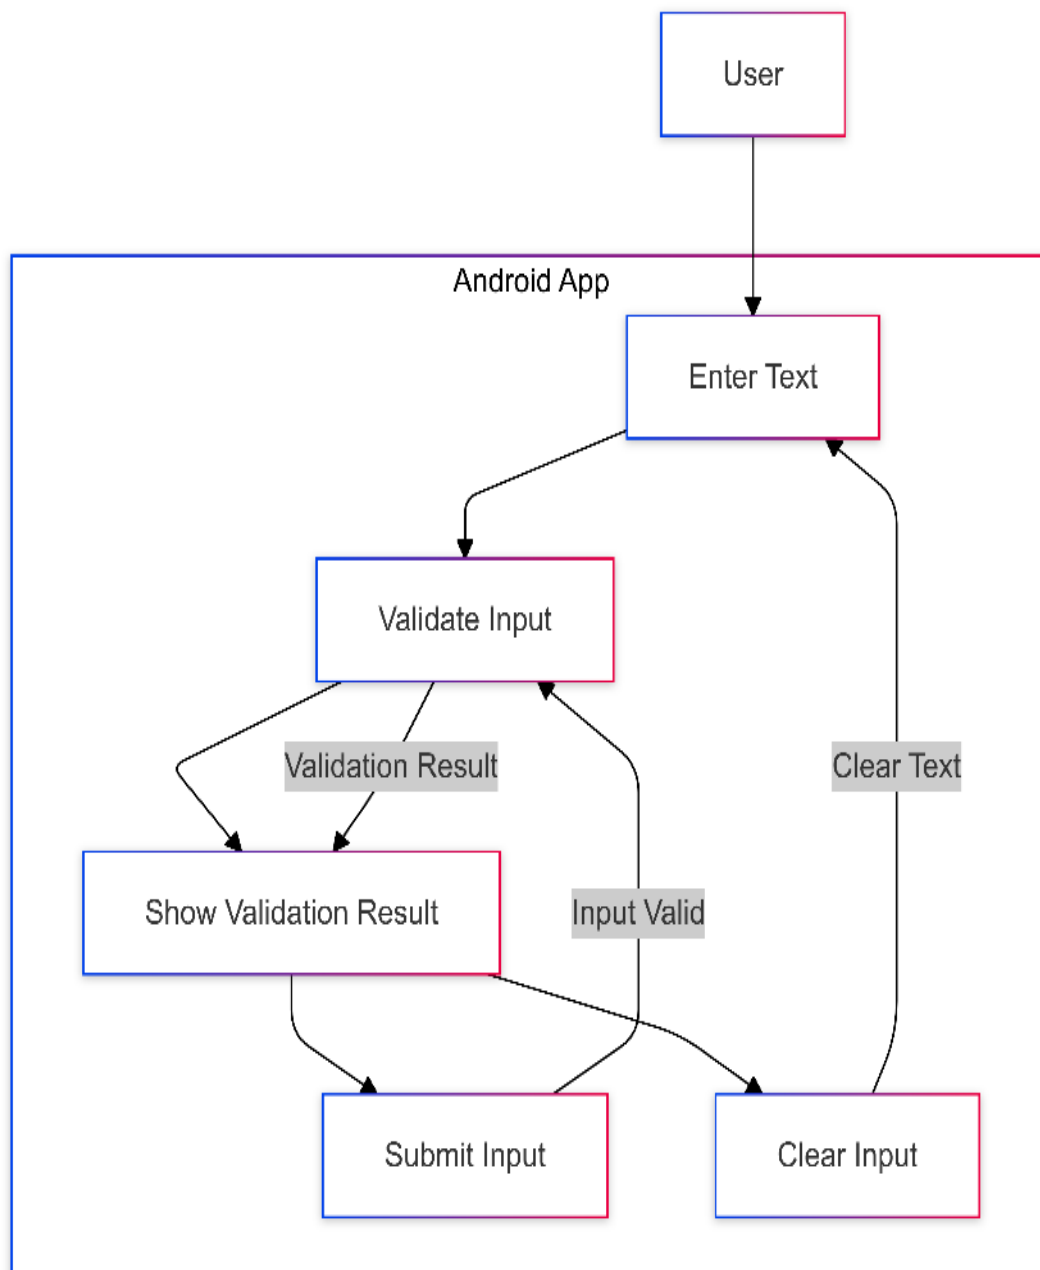 User
Android App
Enter Text
Validate Input
Validation Result
Clear Text
Show Validation Result
Input Valid
Submit Input
Clear Input